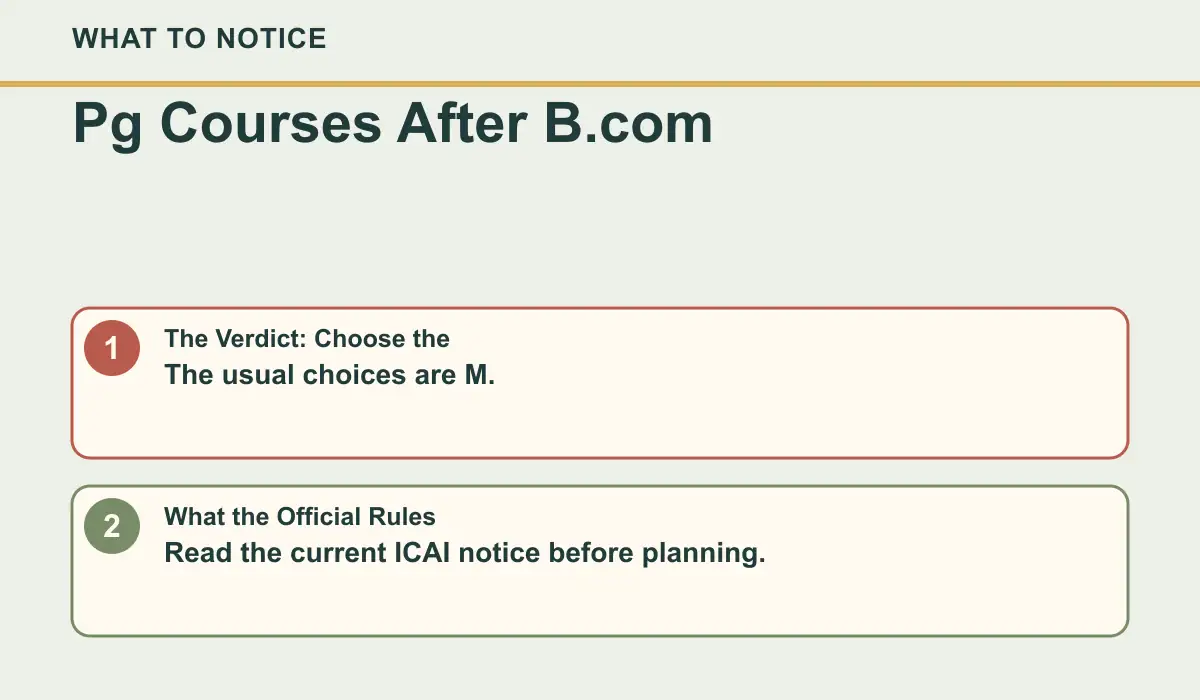 WHAT TO NOTICE
Pg Courses After B.com
1
The Verdict: Choose the
The usual choices are M.
2
What the Official Rules
Read the current ICAI notice before planning.